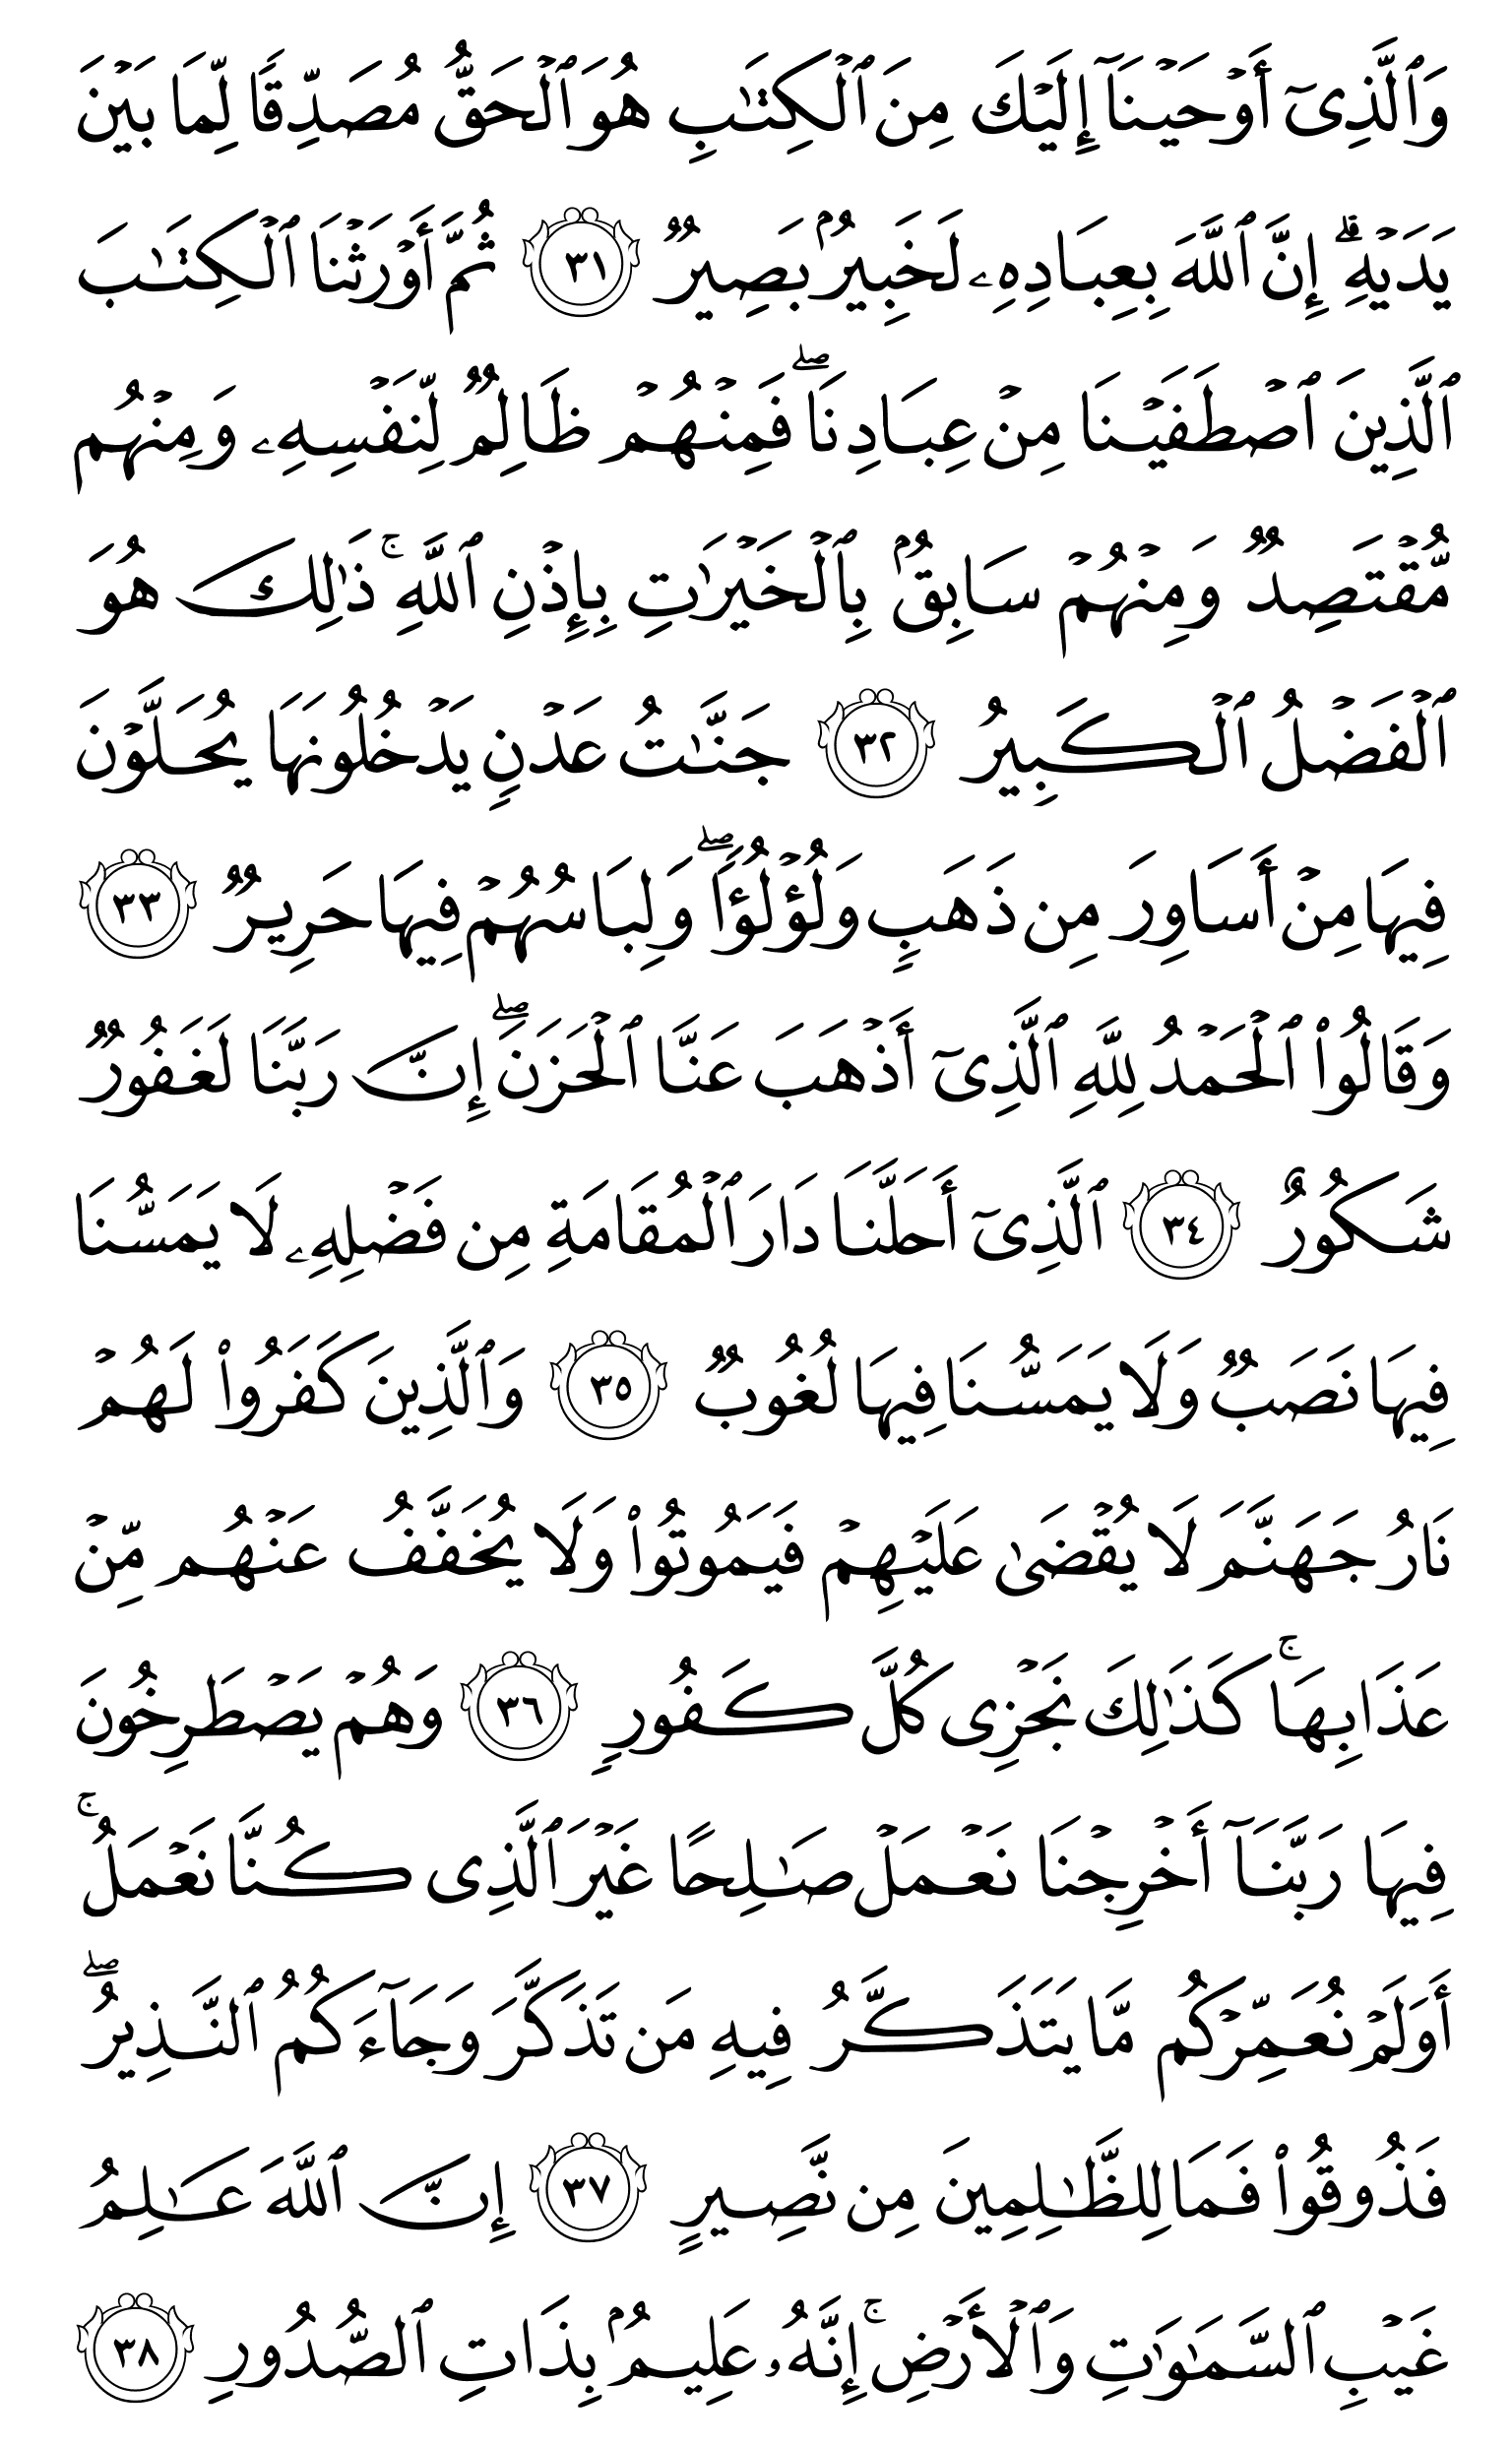 وَٱلَّذِىٓ أَوْحَيْنَآ إِلَيْكَ مِنَ ٱلْكِتَٰبِ هُوَ ٱلْحَقُّ مُصَدِّقًا لِّمَا بَيْنَ
يَدَيْهِ ۗ إِنَّ ٱللَّهَ بِعِبَادِهِۦ لَخَبِيرٌۢ بَصِيرٌ ٣١ ثُمَّ أَوْرَثْنَا ٱلْكِتَٰبَ
ٱلَّذِينَ ٱصْطَفَيْنَا مِنْ عِبَادِنَا ۖ فَمِنْهُمْ ظَالِمٌ لِّنَفْسِهِۦ وَمِنْهُم
مُّقْتَصِدٌ وَمِنْهُمْ سَابِقٌۢ بِٱلْخَيْرَٰتِ بِإِذْنِ ٱللَّهِ ۚ ذَٰلِكَ هُوَ
ٱلْفَضْلُ ٱلْكَبِيرُ ٣٢ جَنَّٰتُ عَدْنٍ يَدْخُلُونَهَا يُحَلَّوْنَ
فِيهَا مِنْ أَسَاوِرَ مِن ذَهَبٍ وَلُؤْلُؤًا ۖ وَلِبَاسُهُمْ فِيهَا حَرِيرٌ ٣٣
وَقَالُوا۟ ٱلْحَمْدُ لِلَّهِ ٱلَّذِىٓ أَذْهَبَ عَنَّا ٱلْحَزَنَ ۖ إِنَّ رَبَّنَا لَغَفُورٌ
شَكُورٌ ٣٤ ٱلَّذِىٓ أَحَلَّنَا دَارَ ٱلْمُقَامَةِ مِن فَضْلِهِۦ لَا يَمَسُّنَا
فِيهَا نَصَبٌ وَلَا يَمَسُّنَا فِيهَا لُغُوبٌ ٣٥ وَٱلَّذِينَ كَفَرُوا۟ لَهُمْ
نَارُ جَهَنَّمَ لَا يُقْضَىٰ عَلَيْهِمْ فَيَمُوتُوا۟ وَلَا يُخَفَّفُ عَنْهُم مِّنْ
عَذَابِهَا ۚ كَذَٰلِكَ نَجْزِى كُلَّ كَفُورٍ ٣٦ وَهُمْ يَصْطَرِخُونَ
فِيهَا رَبَّنَآ أَخْرِجْنَا نَعْمَلْ صَٰلِحًا غَيْرَ ٱلَّذِى كُنَّا نَعْمَلُ ۚ
أَوَلَمْ نُعَمِّرْكُم مَّا يَتَذَكَّرُ فِيهِ مَن تَذَكَّرَ وَجَآءَكُمُ ٱلنَّذِيرُ ۖ
فَذُوقُوا۟ فَمَا لِلظَّٰلِمِينَ مِن نَّصِيرٍ ٣٧ إِنَّ ٱللَّهَ عَٰلِمُ
غَيْبِ ٱلسَّمَٰوَٰتِ وَٱلْأَرْضِ ۚ إِنَّهُۥ عَلِيمٌۢ بِذَاتِ ٱلصُّدُورِ ٣٨